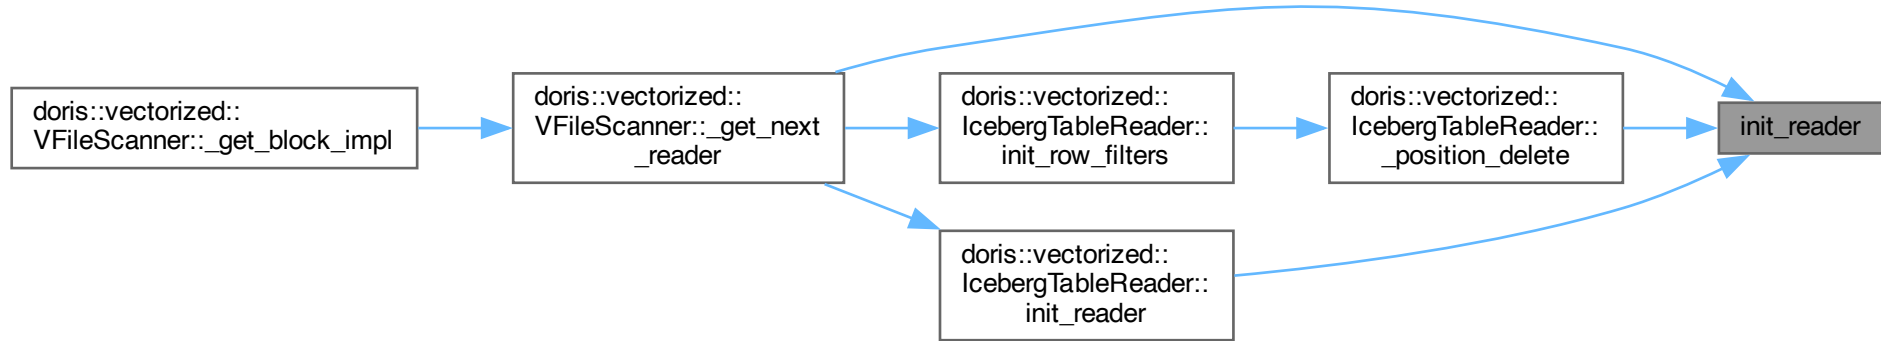 doris::vectorized::
VFileScanner::_get_block_impl
doris::vectorized::
VFileScanner::_get_next
_reader
doris::vectorized::
IcebergTableReader::
init_row_filters
doris::vectorized::
IcebergTableReader::
_position_delete
init_reader
doris::vectorized::
IcebergTableReader::
init_reader